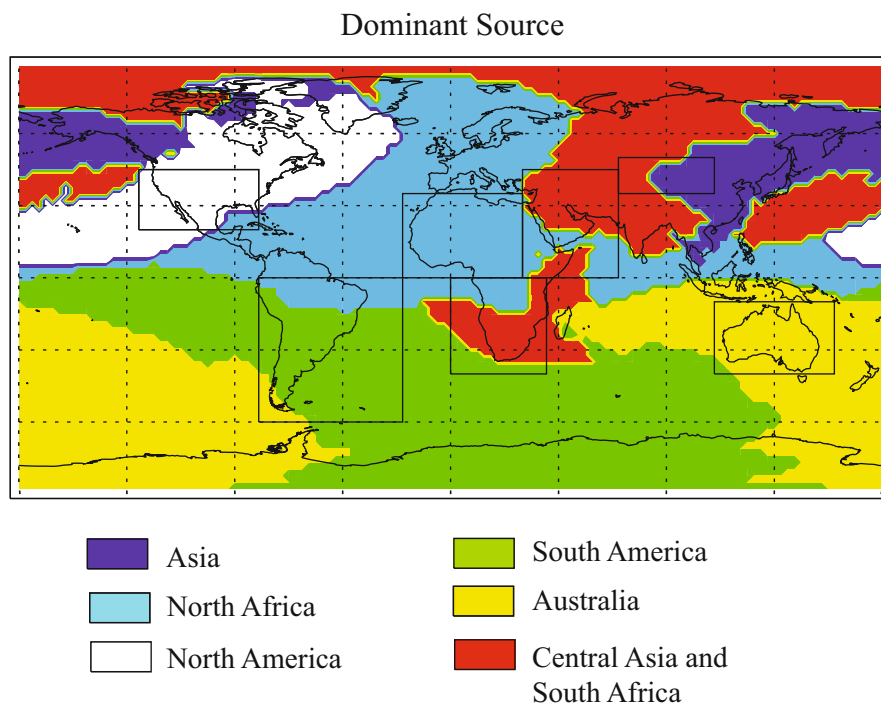 Dominant Source
Asia
North Africa
North America
South America
Australia
Central Asia and
South Africa